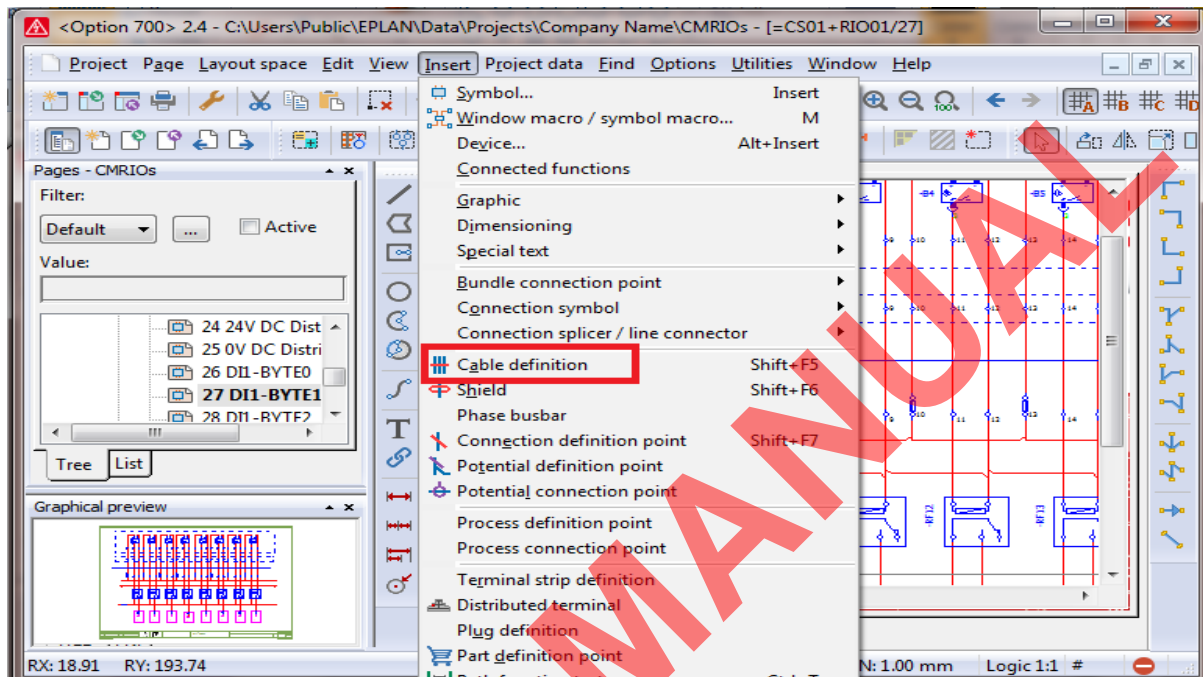 <Option 700> 2.4 - C:\Users\Public\EPLAN\Data\Projects\Company Name\CMRIOs - [=CS01+RIO01/27]
Project Page Layout space Edit View Insert Project data Find Options Utilities Window Help
Pages - CMRIOs
Filter:
Default ... Active
Value:
24 24V DC Dist
25 0V DC Distri
26 DI1-BYTE0
27 DI1-BYTE1
28 DI1-BYTE2
Tree List
Graphical preview
Symbol... Insert
Window macro / symbol macro... M
Device... Alt+Insert
Connected functions
Graphic
Dimensioning
Special text
Bundle connection point
Connection symbol
Connection splicer / line connector
Cable definition Shift+F5
Shield Shift+F6
Phase busbar
Connection definition point Shift+F7
Potential definition point
Potential connection point
Process definition point
Process connection point
Terminal strip definition
Distributed terminal
Plug definition
Part definition point
100
A B C D
-B4 -B5
-RF12 -RF13
MANUAL
RX: 18.91 RY: 193.74 N: 1.00 mm Logic 1:1 #